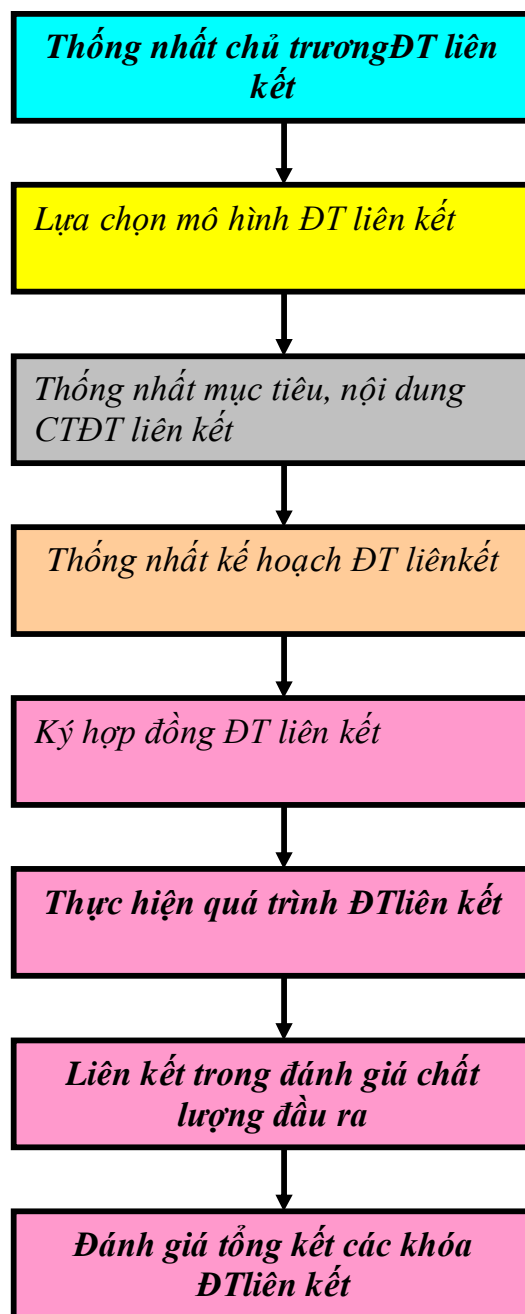 Thống nhất chủ trươngĐT liên
kết
Lựa chọn mô hình ĐT liên kết
Thống nhất mục tiêu, nội dung
CTĐT liên kết
Thống nhất kế hoạch ĐT liênkết
Ký hợp đồng ĐT liên kết
Thực hiện quá trình ĐTliên kết
Liên kết trong đánh giá chất
lượng đầu ra
Đánh giá tổng kết các khóa
ĐTliên kết